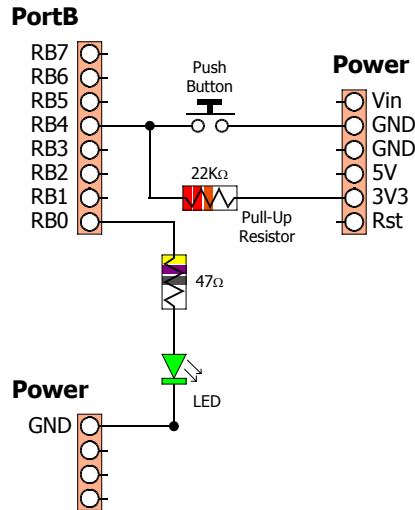 PortB
RB7
RB6
RB5
RB4
RB3
RB2
RB1
RB0
Push
Button
Power
Vin
GND
GND
5V
3V3
Rst
22KΩ
Pull-Up
Resistor
47Ω
LED
Power
GND